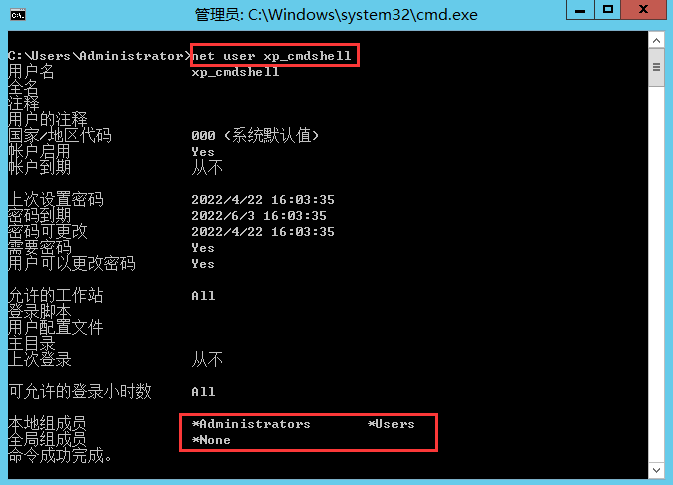 管理员: C:\Windows\system32\cmd.exe
C:\Users\Administrator>net user xp_cmdshell
用户名 xp_cmdshell
全名
注释
用户的注释
国家/地区代码 000 (系统默认值)
帐户启用 Yes
帐户到期 从不
上次设置密码 2022/4/22 16:03:35
密码到期 2022/6/3 16:03:35
密码可更改 2022/4/22 16:03:35
需要密码 Yes
用户可以更改密码 Yes
允许的工作站 All
登录脚本
用户配置文件
主目录
上次登录 从不
可允许的登录小时数 All
本地组成员 *Administrators *Users
全局组成员 *None
命令成功完成。